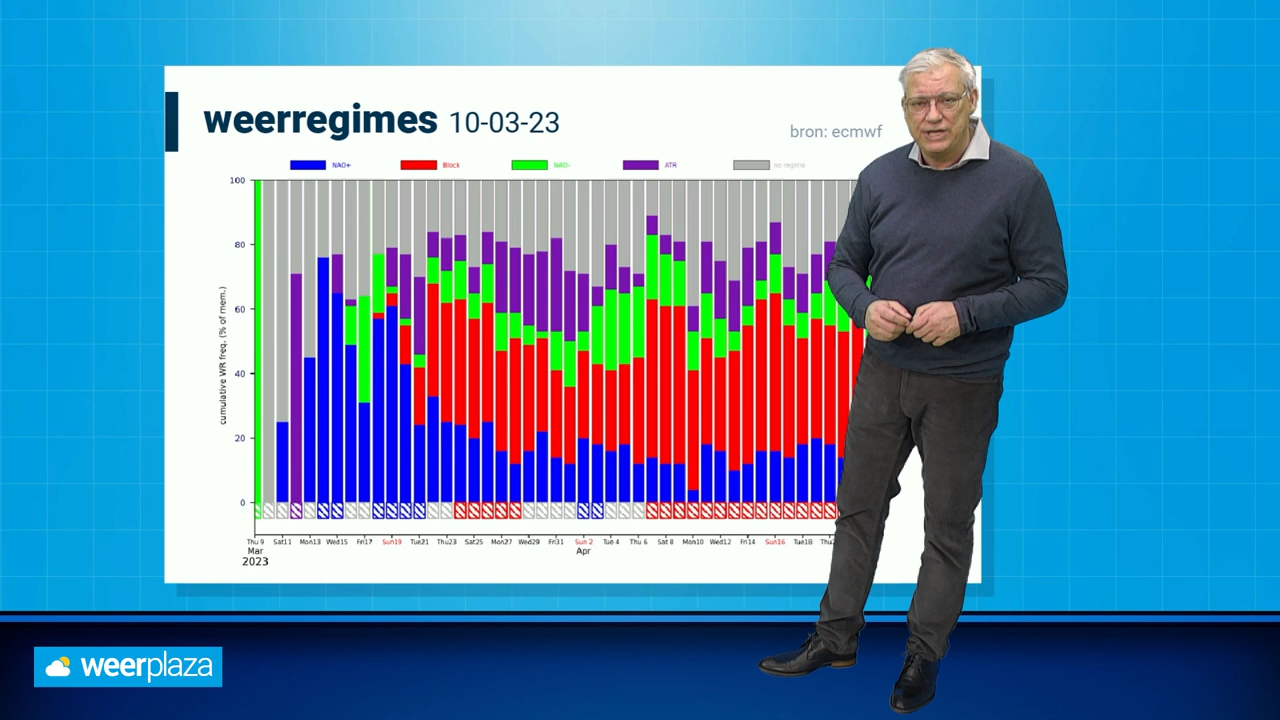 weerregimes 10-03-23
bron: ecmwf
NAO+ Block NAO- ATR no regime
100
80
60
40
20
0
cumulative WR freq. (% of mem.)
Thu 9 Sat11 Mon13 Wed15 Fri17 Sun19 Tue21 Thu23 Sat25 Mon27 Wed29 Fri31 Sun 2 Tue 4 Thu 6 Sat 8 Mon10 Wed12 Fri14 Sun16 Tue18
Mar Apr
2023
weerplaza